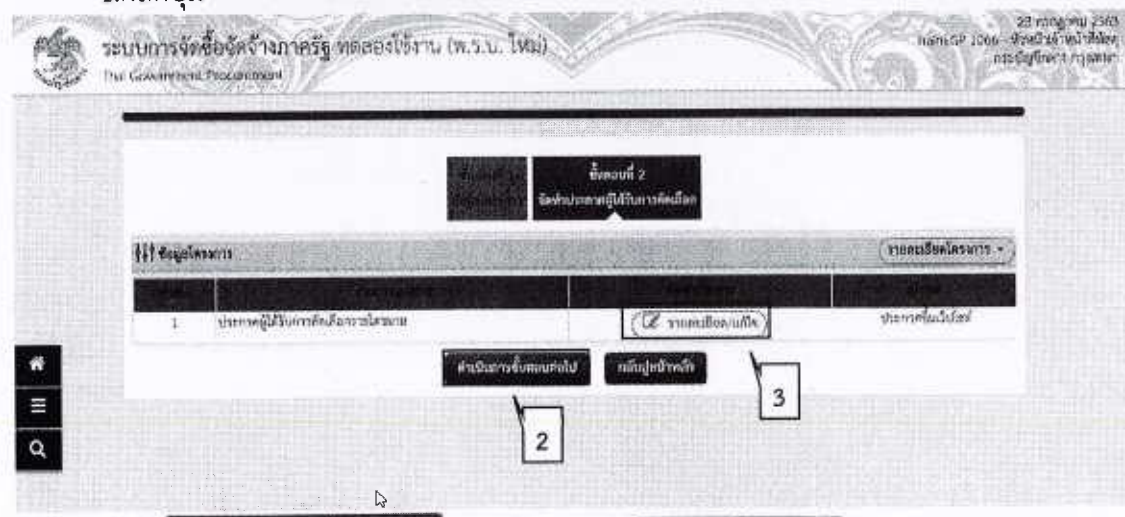 ระบบการจัดซื้อจัดจ้างภาครัฐ ทดลองใช้งาน (พ.ร.บ. ใหม่)
Thai Government Procurement
ขั้นตอนที่ 2
จัดทำประกาศผู้ได้รับการคัดเลือก
ข้อมูลโครงการ
รายละเอียดโครงการ
1 ประกาศผู้ได้รับการคัดเลือกรายไตรมาส รายละเอียด/แก้ไข ประกาศขึ้นเว็บไซต์
ดำเนินการขั้นตอนต่อไป กลับสู่หน้าหลัก
3
2